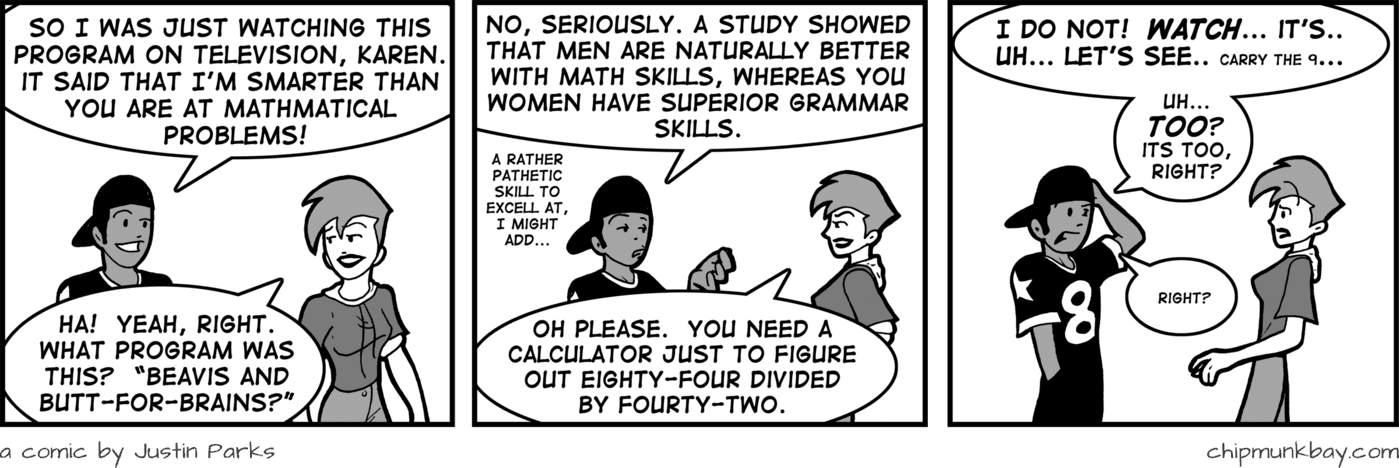 SO I WAS JUST WATCHING THIS
PROGRAM ON TELEVISION, KAREN.
IT SAID THAT I'M SMARTER THAN
YOU ARE AT MATHMATICAL
PROBLEMS!
HA! YEAH, RIGHT.
WHAT PROGRAM WAS
THIS? "BEAVIS AND
BUTT-FOR-BRAINS?"
NO, SERIOUSLY. A STUDY SHOWED
THAT MEN ARE NATURALLY BETTER
WITH MATH SKILLS, WHEREAS YOU
WOMEN HAVE SUPERIOR GRAMMAR
SKILLS.
A RATHER
PATHETIC
SKILL TO
EXCELL AT,
I MIGHT
ADD...
OH PLEASE. YOU NEED A
CALCULATOR JUST TO FIGURE
OUT EIGHTY-FOUR DIVIDED
BY FOURTY-TWO.
I DO NOT! WATCH... IT'S..
UH... LET'S SEE.. CARRY THE 9...
UH...
TOO?
ITS TOO,
RIGHT?
RIGHT?
8
a comic by Justin Parks
chipmunkbay.com